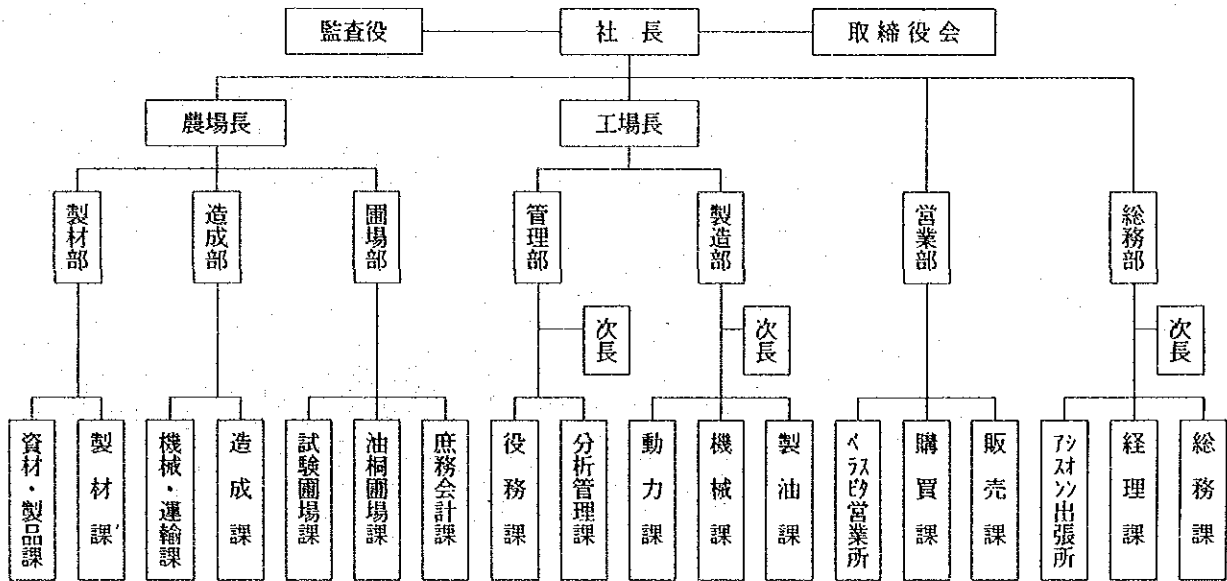 監査役
社長
取締役会
農場長
工場長
製材部
造成部
圃場部
管理部
製造部
営業部
総務部
次長
次長
次長
資材・製品課
製材課
機械・運輸課
造成課
試験圃場課
油桐圃場課
庶務会計課
役務課
分析管理課
動力課
機械課
製油課
ベラスビタ営業所
購買課
販売課
アスンシオン出張所
経理課
総務課